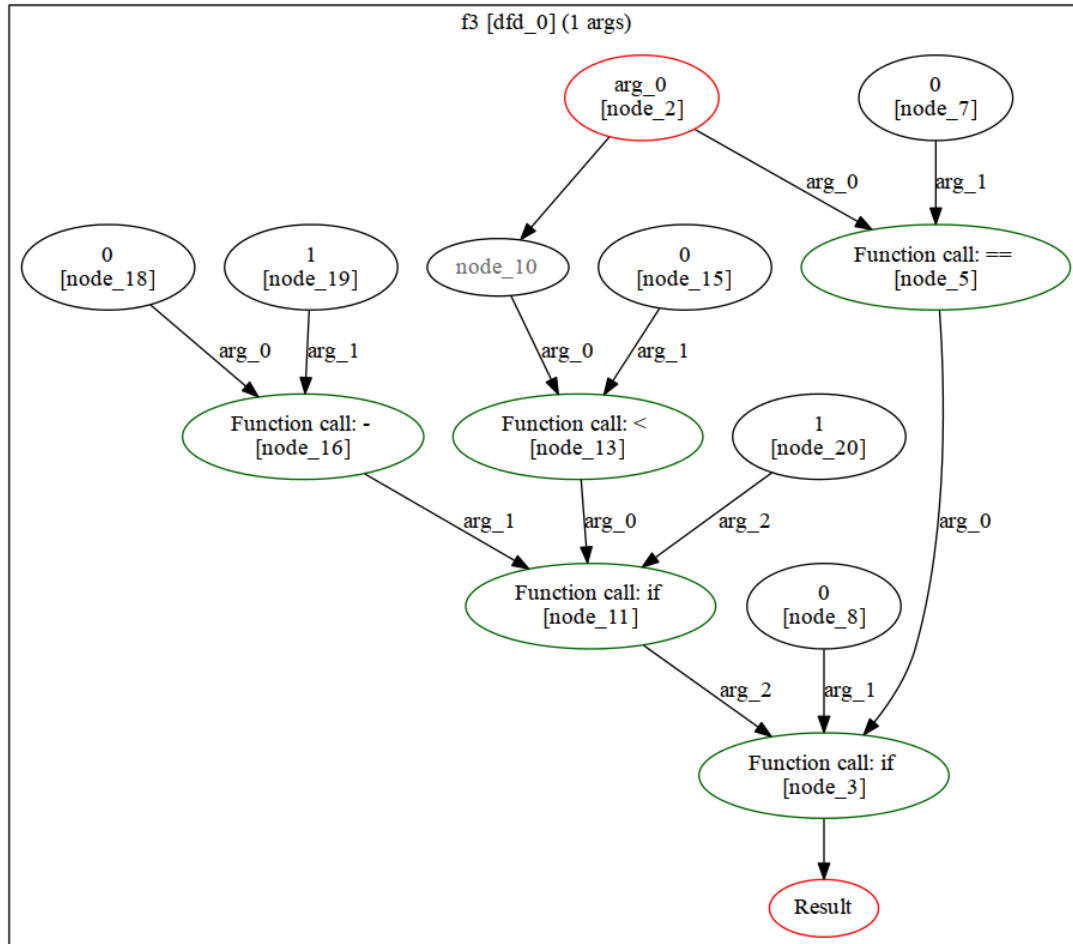 f3 [dfd_0] (1 args)
arg_0
[node_2]
0
[node_7]
arg_0
arg_1
0
[node_18]
1
[node_19]
node_10
0
[node_15]
Function call: ==
[node_5]
arg_0
arg_1
arg_0
arg_1
Function call: -
[node_16]
Function call: <
[node_13]
1
[node_20]
arg_1
arg_0
arg_2
arg_0
Function call: if
[node_11]
0
[node_8]
arg_2
arg_1
Function call: if
[node_3]
Result